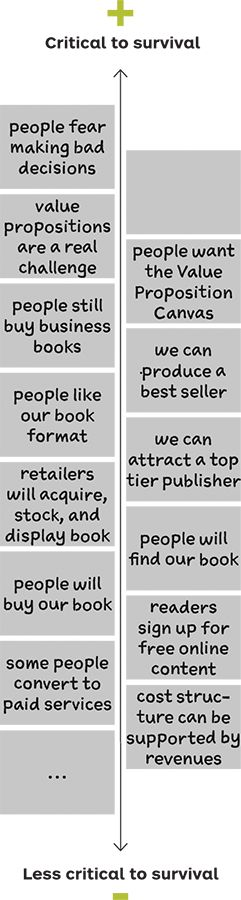 +
Critical to survival
people fear
making bad
decisions
value
propositions
are a real
challenge
people want
the Value
Proposition
Canvas
people still
buy business
books
we can
produce a
best seller
people like
our book
format
we can
attract a top
tier publisher
retailers
will acquire,
stock, and
display book
people will
find our book
people will
buy our book
readers
sign up for
free online
content
some people
convert to
paid services
cost struc-
ture can be
supported by
revenues
...
Less critical to survival
-